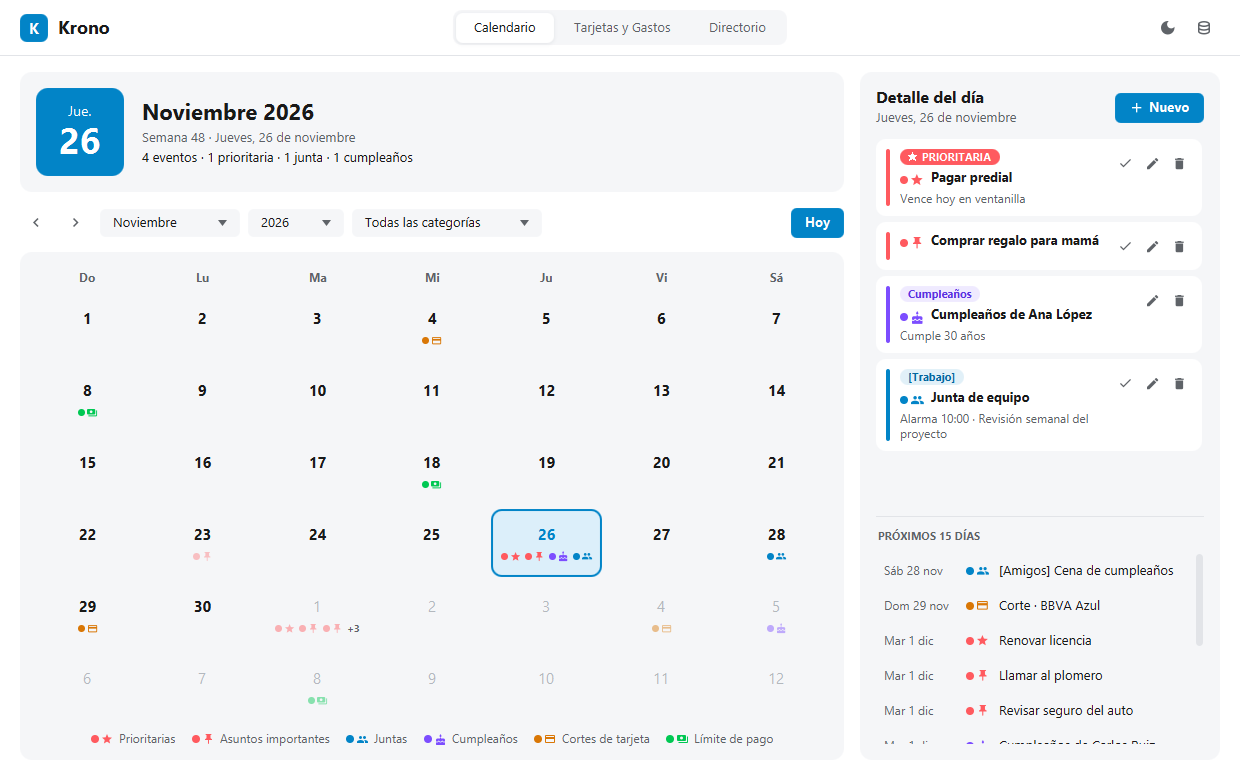 K Krono Calendario Tarjetas y Gastos Directorio
Jue.
26
Noviembre 2026
Semana 48 · Jueves, 26 de noviembre
4 eventos · 1 prioritaria · 1 junta · 1 cumpleaños
Noviembre 2026 Todas las categorías Hoy
Do Lu Ma Mi Ju Vi Sá
1 2 3 4 5 6 7
8 9 10 11 12 13 14
15 16 17 18 19 20 21
22 23 24 25 26 27 28
29 30 1 2 3 4 5
+3
6 7 8 9 10 11 12
Prioritarias Asuntos importantes Juntas Cumpleaños Cortes de tarjeta Límite de pago
Detalle del día
Jueves, 26 de noviembre
+ Nuevo
PRIORITARIA
Pagar predial
Vence hoy en ventanilla
Comprar regalo para mamá
Cumpleaños
Cumpleaños de Ana López
Cumple 30 años
[Trabajo]
Junta de equipo
Alarma 10:00 · Revisión semanal del
proyecto
PRÓXIMOS 15 DÍAS
Sáb 28 nov [Amigos] Cena de cumpleaños
Dom 29 nov Corte · BBVA Azul
Mar 1 dic Renovar licencia
Mar 1 dic Llamar al plomero
Mar 1 dic Revisar seguro del auto
Mar 1 dic Cumpleaños de Carlos Ruiz